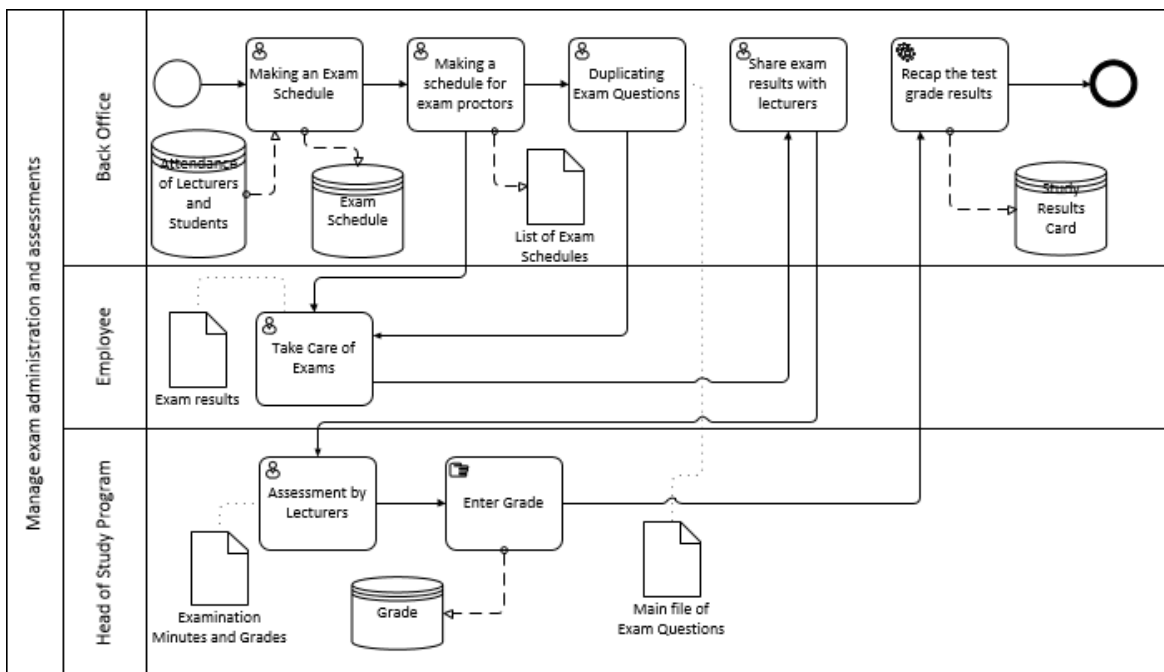 Manage exam administration and assessments
Back Office
Making an Exam
Schedule
Making a
schedule for
exam proctors
Duplicating
Exam Questions
Share exam
results with
lecturers
Recap the test
grade results
Attendance
of Lecturers
and
Students
Exam
Schedule
List of Exam
Schedules
Study
Results
Card
Employee
Exam results
Take Care of
Exams
Head of Study Program
Assessment by
Lecturers
Enter Grade
Examination
Minutes and Grades
Grade
Main file of
Exam Questions